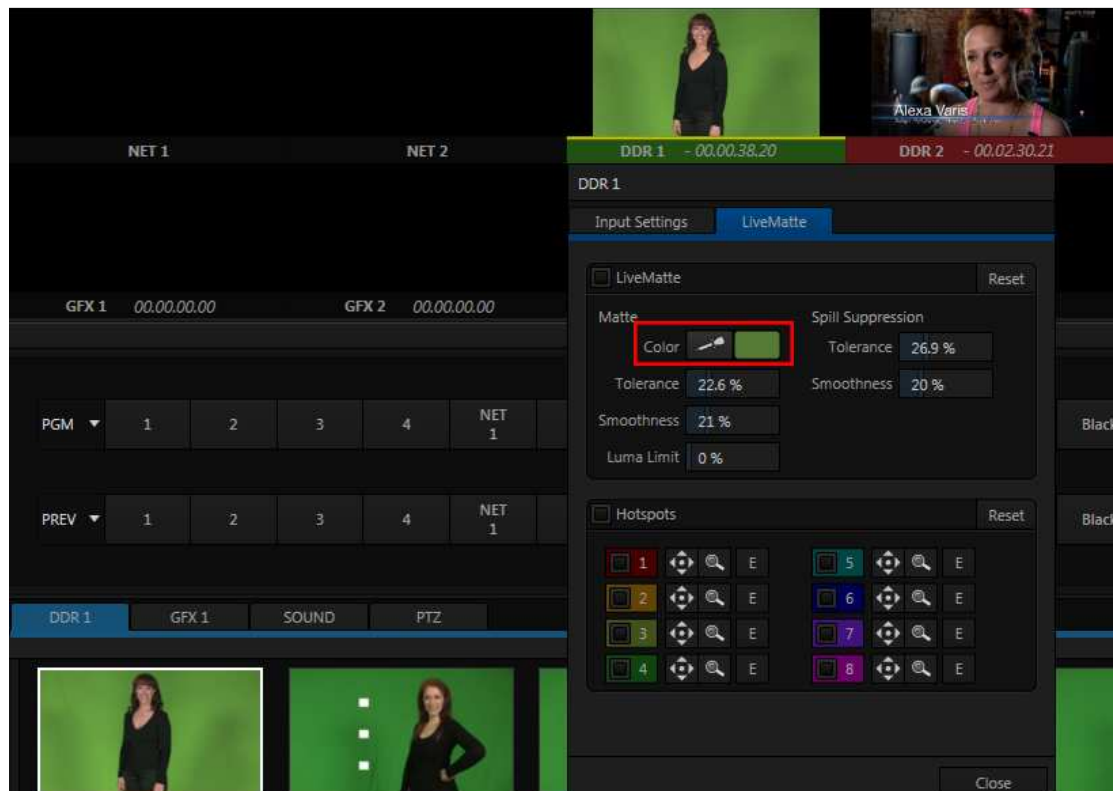 Alexa Varis
NET 1
NET 2
DDR 1 - 00.00.38.20
DDR 2 - 00.02.30.21
DDR 1
Input Settings
LiveMatte
LiveMatte
Reset
GFX 1 00.00.00.00
GFX 2 00.00.00.00
Matte
Spill Suppression
Color
Tolerance 26.9 %
Tolerance 22.6 %
Smoothness 20 %
Smoothness 21 %
Luma Limit 0 %
PGM 1 2 3 4 NET 1
Black
Hotspots
Reset
PREV 1 2 3 4 NET 1
Black
1 E
5 E
2 E
6 E
3 E
7 E
4 E
8 E
DDR 1
GFX 1
SOUND
PTZ
Close